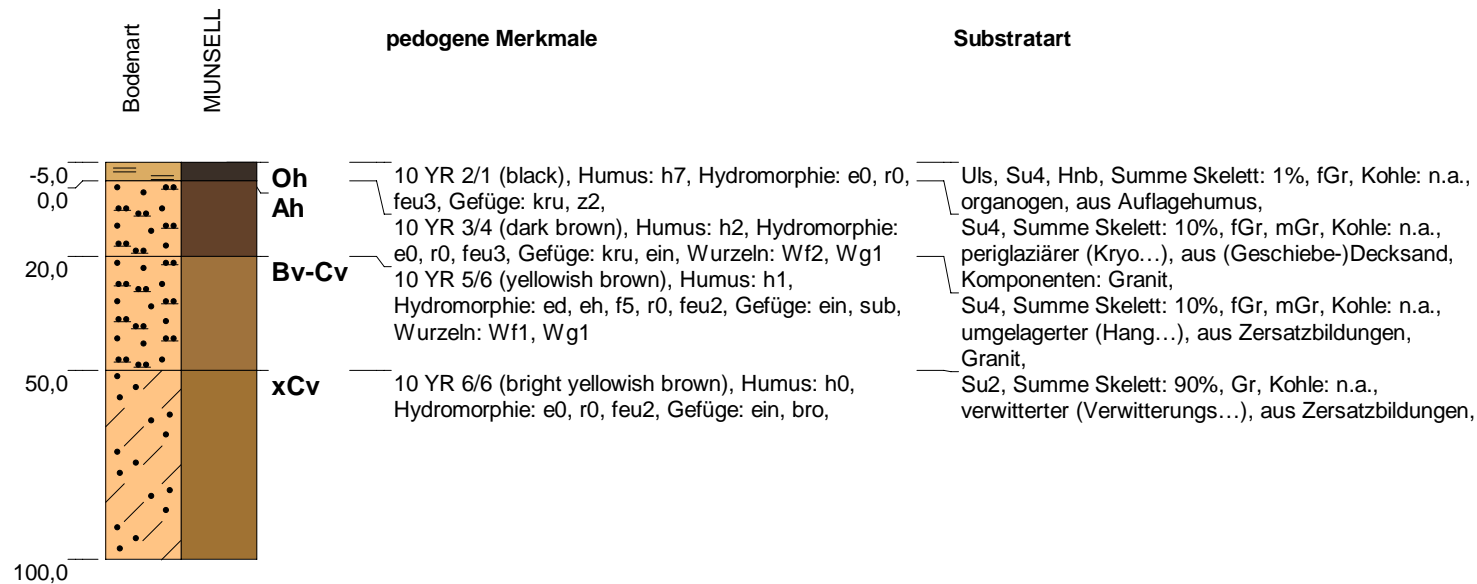 Bodenart
MUNSELL
pedogene Merkmale
Substratart
-5,0
0,0
20,0
50,0
100,0
Oh
Ah
Bv-Cv
xCv
10 YR 2/1 (black), Humus: h7, Hydromorphie: e0, r0,
feu3, Gefüge: kru, z2,
10 YR 3/4 (dark brown), Humus: h2, Hydromorphie:
e0, r0, feu3, Gefüge: kru, ein, Wurzeln: Wf2, Wg1
10 YR 5/6 (yellowish brown), Humus: h1,
Hydromorphie: ed, eh, f5, r0, feu2, Gefüge: ein, sub,
Wurzeln: Wf1, Wg1
10 YR 6/6 (bright yellowish brown), Humus: h0,
Hydromorphie: e0, r0, feu2, Gefüge: ein, bro,
Uls, Su4, Hnb, Summe Skelett: 1%, fGr, Kohle: n.a.,
organogen, aus Auflagehumus,
Su4, Summe Skelett: 10%, fGr, mGr, Kohle: n.a.,
periglaziärer (Kryo…), aus (Geschiebe-)Decksand,
Komponenten: Granit,
Su4, Summe Skelett: 10%, fGr, mGr, Kohle: n.a.,
umgelagerter (Hang…), aus Zersatzbildungen,
Granit,
Su2, Summe Skelett: 90%, Gr, Kohle: n.a.,
verwitterter (Verwitterungs…), aus Zersatzbildungen,